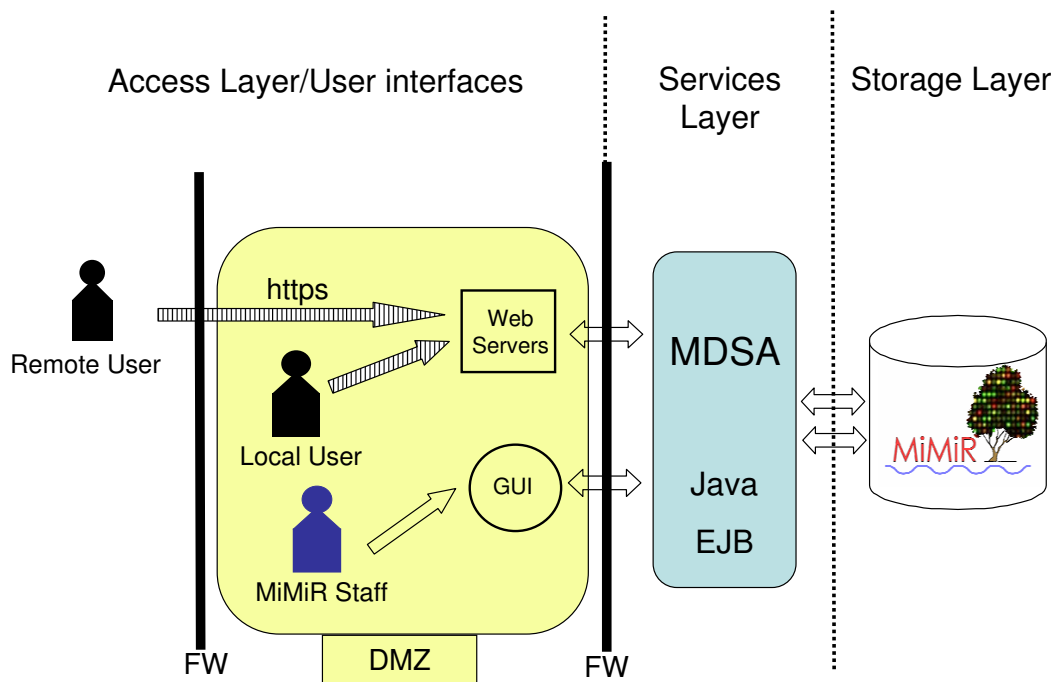 Access Layer/User interfaces
Services
Layer
Storage Layer
https
Web
Servers
Remote User
MDSA
Local User
MiMiR
GUI
Java
EJB
MiMiR Staff
FW
DMZ
FW